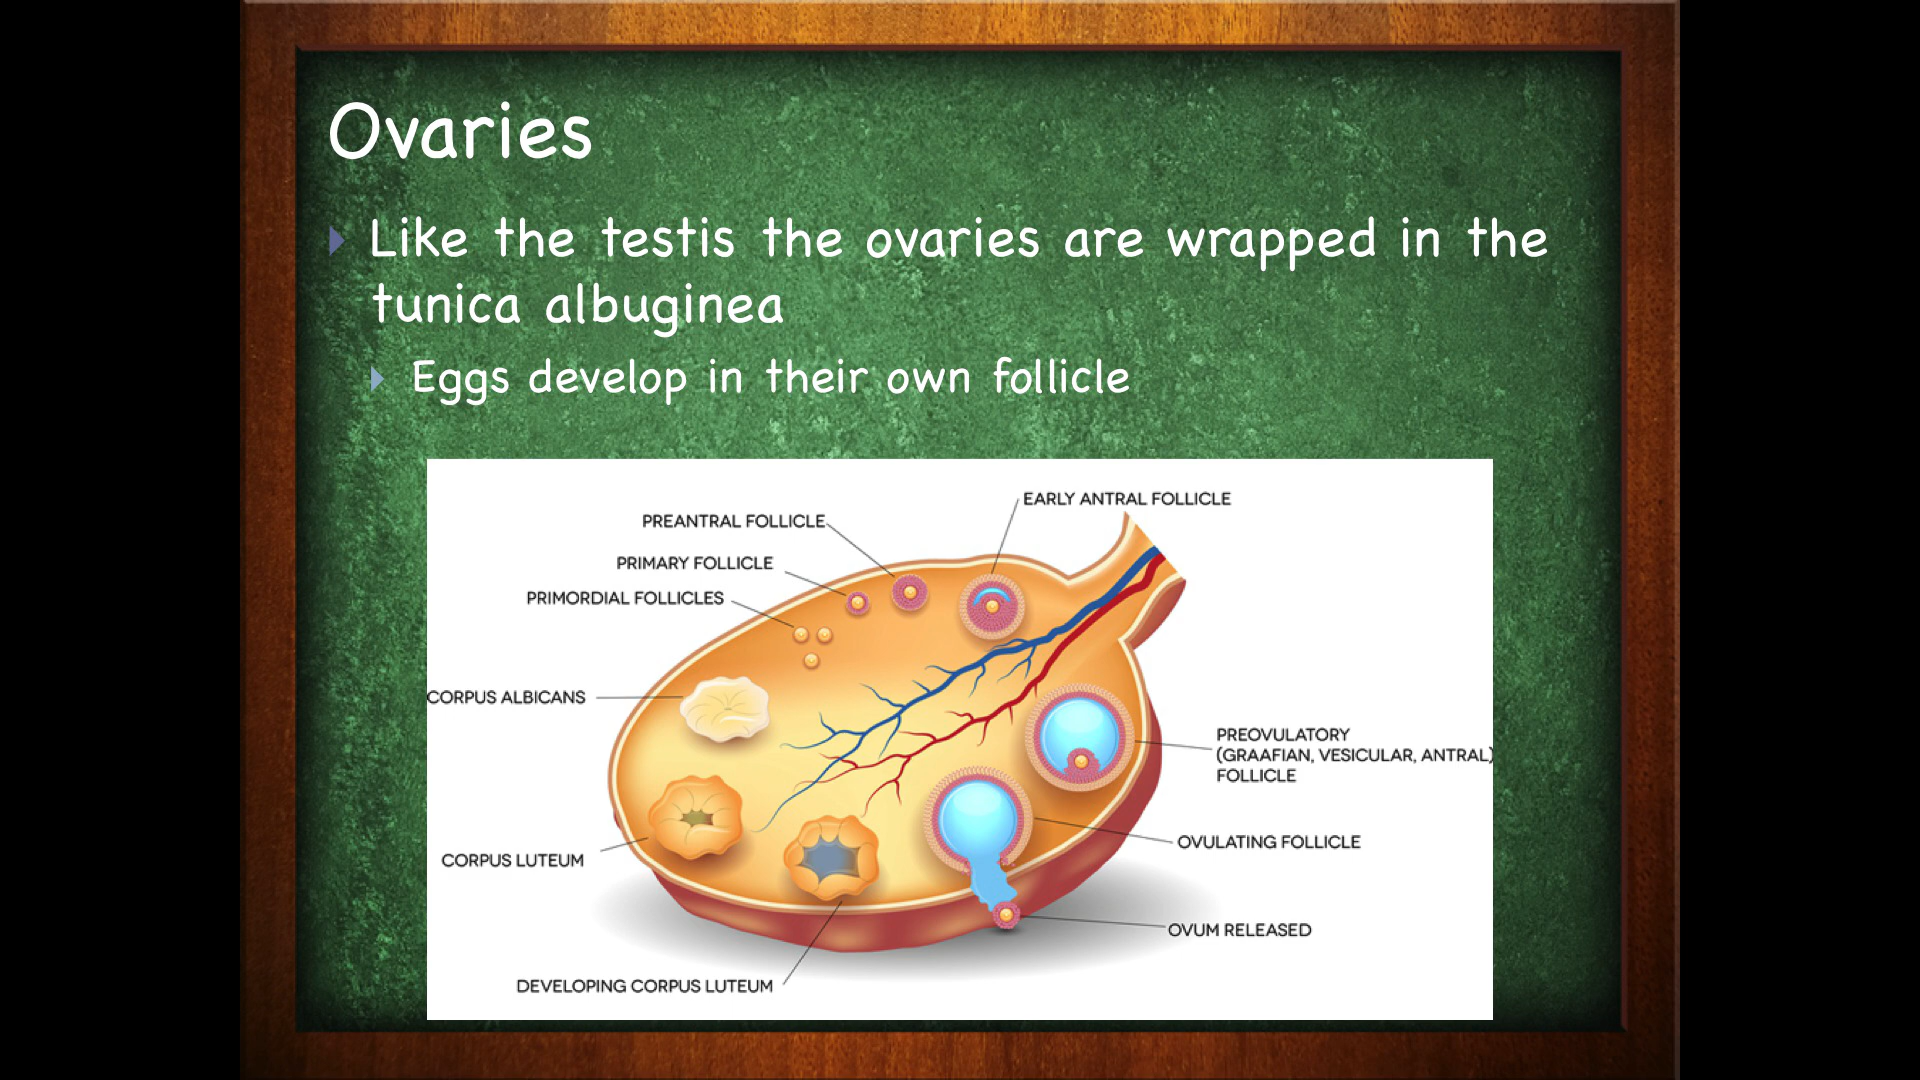 Ovaries
Like the testis the ovaries are wrapped in the
tunica albuginea
Eggs develop in their own follicle
EARLY ANTRAL FOLLICLE
PREANTRAL FOLLICLE
PRIMARY FOLLICLE
PRIMORDIAL FOLLICLES
CORPUS ALBICANS
PREOVULATORY
(GRAAFIAN, VESICULAR, ANTRAL)
FOLLICLE
OVULATING FOLLICLE
CORPUS LUTEUM
OVUM RELEASED
DEVELOPING CORPUS LUTEUM